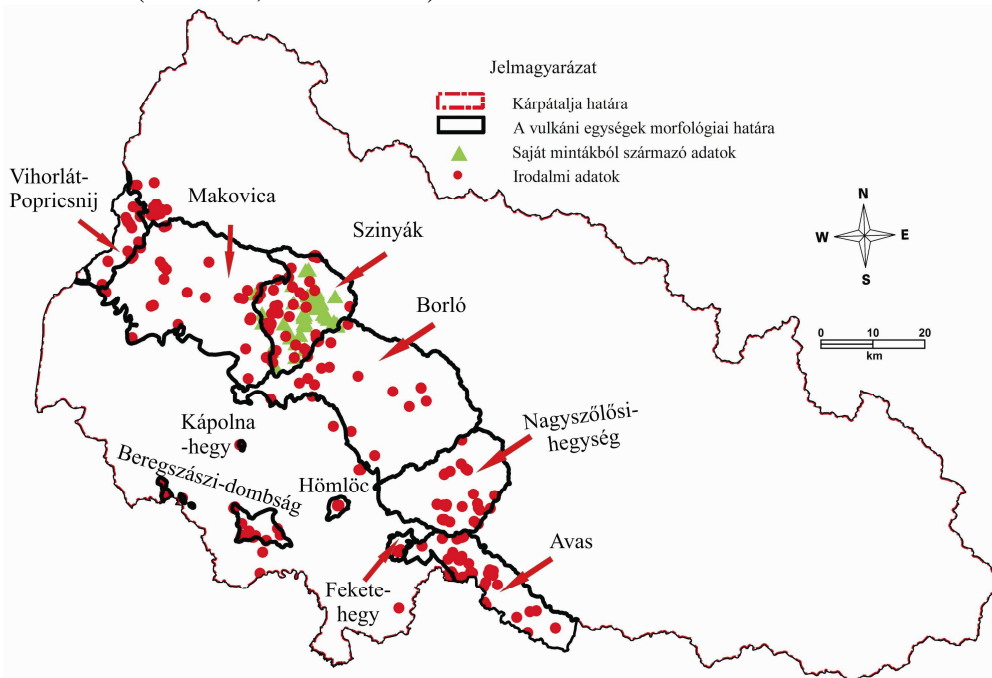 Jelmagyarázat
Kárpátalja határa
A vulkáni egységek morfológiai határa
Saját mintákból származó adatok
Irodalmi adatok
Vihorlát-
Popricsnij
Makovica
Szinyák
N
W E
S
Borló
0 10 20
km
Kápolna
-hegy
Nagyszőlősi-
hegység
Beregszászi-dombság
Hömlöc
Avas
Fekete-
hegy